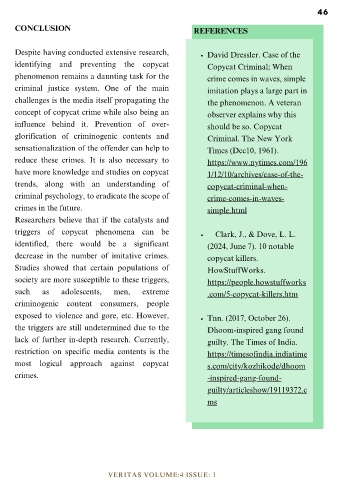 46
CONCLUSION
Despite having conducted extensive research,
identifying and preventing the copycat
phenomenon remains a daunting task for the
criminal justice system. One of the main
challenges is the media itself propagating the
concept of copycat crime while also being an
influence behind it. Prevention of over-
glorification of criminogenic contents and
sensationalization of the offender can help to
reduce these crimes. It is also necessary to
have more knowledge and studies on copycat
trends, along with an understanding of
criminal psychology, to eradicate the scope of
crimes in the future.
Researchers believe that if the catalysts and
triggers of copycat phenomena can be
identified, there would be a significant
decrease in the number of imitative crimes.
Studies showed that certain populations of
society are more susceptible to these triggers,
such as adolescents, men, extreme
criminogenic content consumers, people
exposed to violence and gore, etc. However,
the triggers are still undetermined due to the
lack of further in-depth research. Currently,
restriction on specific media contents is the
most logical approach against copycat
crimes.
REFERENCES
• David Dressler. Case of the
Copycat Criminal; When
crime comes in waves, simple
imitation plays a large part in
the phenomenon. A veteran
observer explains why this
should be so. Copycat
Criminal. The New York
Times (Dec10, 1961).
https://www.nytimes.com/196
1/12/10/archives/case-of-the-
copycat-criminal-when-
crime-comes-in-waves-
simple.html
• Clark, J., & Dove, L. L.
(2024, June 7). 10 notable
copycat killers.
HowStuffWorks.
https://people.howstuffworks
.com/5-copycat-killers.htm
• Tnn. (2017, October 26).
Dhoom-inspired gang found
guilty. The Times of India.
https://timesofindia.indiatime
s.com/city/kozhikode/dhoom
-inspired-gang-found-
guilty/articleshow/19119372.c
ms
VERITAS VOLUME:4 ISSUE: 1